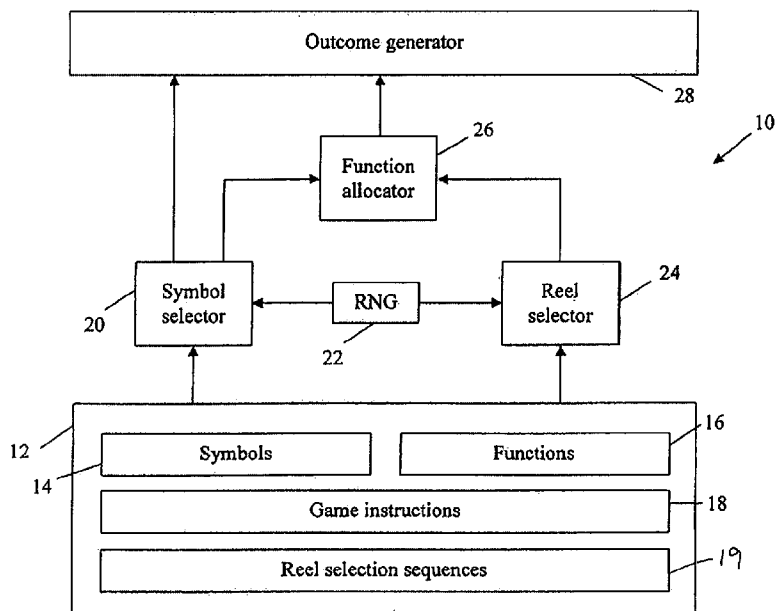 Outcome generator
28
10
26
Function
allocator
24
20
Symbol
selector
RNG
22
Reel
selector
12
16
Symbols
Functions
14
Game instructions
18
Reel selection sequences
19